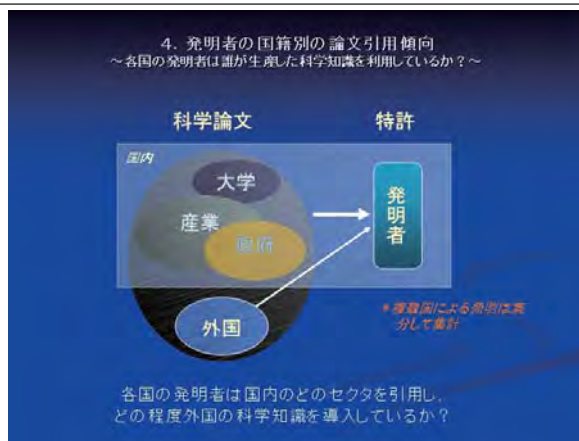 4. 発明者の国籍別の論文引用傾向
~各国の発明者は誰が生産した科学知識を利用しているか?~
科学論文 特許
国内
大学
産業
政府
発明者
外国
*複数国による発明は案
分して集計
各国の発明者は国内のどのセクタを引用し、
どの程度外国の科学知識を導入しているか?